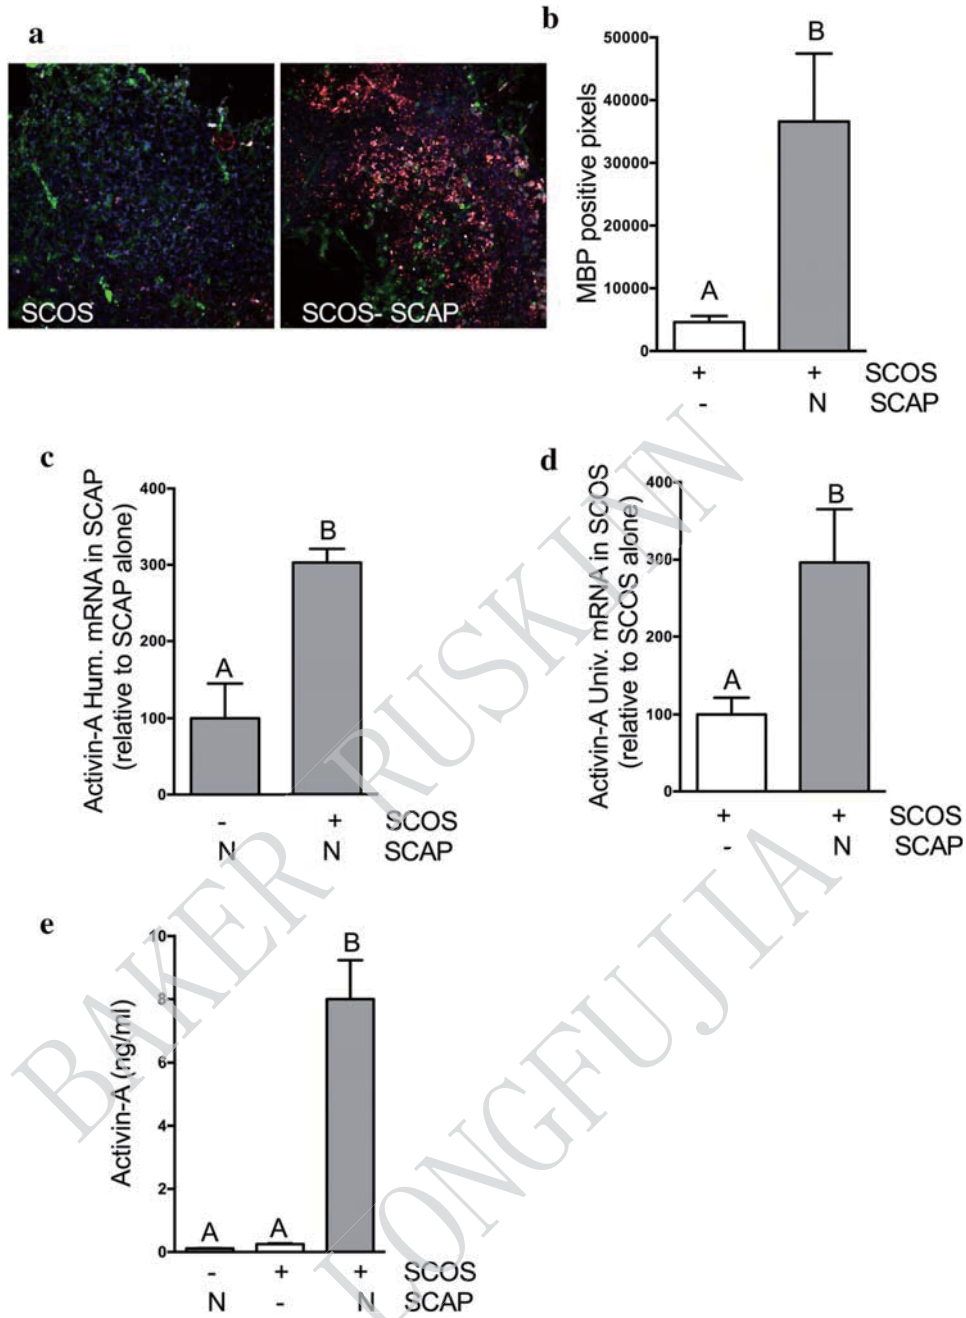 a
SCOS
SCOS- SCAP
b
MBP positive pixels
50000
40000
30000
20000
10000
0
A
B
+ + SCOS
- N SCAP
c
Activin-A Hum. mRNA in SCAP
(relative to SCAP alone)
400
300
200
100
0
A
B
- + SCOS
N N SCAP
d
Activin-A Univ. mRNA in SCOS
(relative to SCOS alone)
400
300
200
100
0
A
B
+ + SCOS
- N SCAP
e
Activin-A (ng/ml)
10
8
6
4
2
0
A
A
B
- + + SCOS
N - N SCAP
BAKER RUSKINN
LONGFUJIA